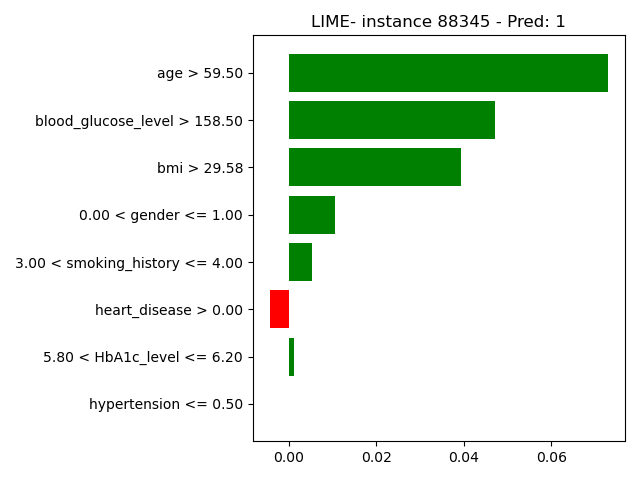 LIME- instance 88345 - Pred: 1
age > 59.50
blood_glucose_level > 158.50
bmi > 29.58
0.00 < gender <= 1.00
3.00 < smoking_history <= 4.00
heart_disease > 0.00
5.80 < HbA1c_level <= 6.20
hypertension <= 0.50
0.00 0.02 0.04 0.06